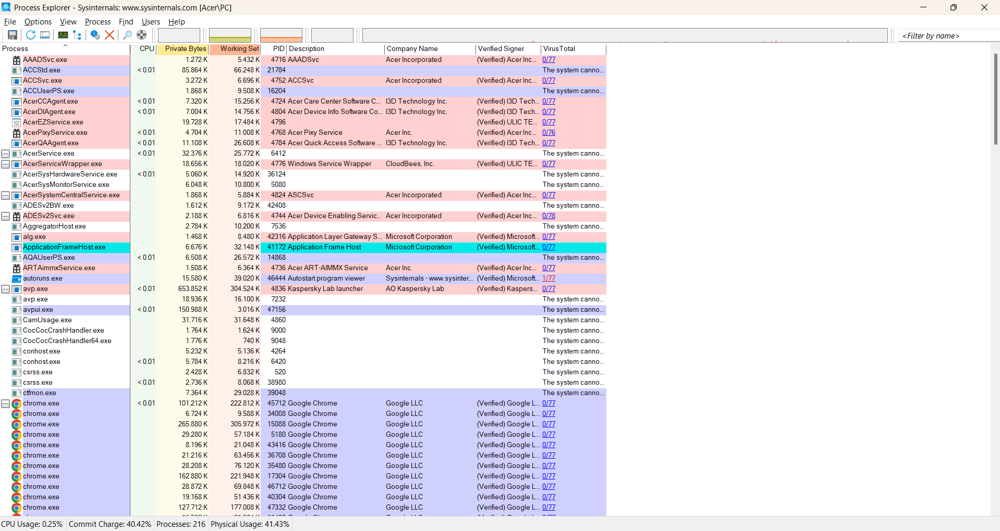 Process Explorer - Sysinternals: www.sysinternals.com [Acer\PC]
File Options View Process Find Users Help
<Filter by name>
Process CPU Private Bytes Working Set PID Description Company Name Verified Signer VirusTotal
AAADSvc.exe 1.272 K 5.432 K 4716 AAADSvc Acer Incorporated (Verified) Acer Inc... 0/77
ACCStd.exe < 0.01 85.864 K 66.248 K 21784 The system canno...
ACCSvc.exe 3.272 K 6.696 K 4752 ACCSvc Acer Incorporated (Verified) Acer Inc... 0/77
ACCUserPS.exe 1.868 K 9.508 K 16204 The system canno...
AcerCCAgent.exe < 0.01 7.320 K 15.256 K 4724 Acer Care Center Software C... I3D Technology Inc. (Verified) I3D Tech... 0/77
AcerDIAgent.exe < 0.01 7.004 K 14.756 K 4804 Acer Device Info Software Co... I3D Technology Inc. (Verified) I3D Tech... 0/77
AcerEZService.exe 19.728 K 17.484 K 4796 (Verified) ULIC TE... 0/77
AcerPixyService.exe < 0.01 4.704 K 11.008 K 4768 Acer Pixy Service Acer Inc. (Verified) Acer Inc... 0/76
AcerQAAgent.exe < 0.01 11.108 K 26.608 K 4784 Acer Quick Access Software ... I3D Technology Inc. (Verified) I3D Tech... 0/77
AcerService.exe < 0.01 32.376 K 25.772 K 6412 The system canno...
AcerServiceWrapper.exe 18.656 K 18.020 K 4776 Windows Service Wrapper CloudBees, Inc. (Verified) ULIC TE... 0/77
AcerSysHardwareService.exe < 0.01 5.060 K 14.920 K 36124 The system canno...
AcerSysMonitorService.exe 6.048 K 10.800 K 5080 The system canno...
AcerSystemCentralService.exe 1.868 K 5.884 K 4824 ASCSvc Acer Incorporated (Verified) Acer Inc... 0/77
ADESv2BW.exe 1.612 K 9.172 K 42408 The system canno...
ADESv2Svc.exe 2.188 K 6.816 K 4744 Acer Device Enabling Servic... Acer Incorporated (Verified) Acer Inc... 0/78
AggregatorHost.exe 2.784 K 10.200 K 7536 The system canno...
alg.exe 1.468 K 8.480 K 42316 Application Layer Gateway S... Microsoft Corporation (Verified) Microsoft... 0/77
ApplicationFrameHost.exe 6.676 K 32.148 K 41172 Application Frame Host Microsoft Corporation (Verified) Microsoft... 0/77
AQAUserPS.exe < 0.01 6.508 K 26.572 K 14868 The system canno...
ARTAimmxService.exe 1.508 K 6.364 K 4736 Acer ART-AIMMX Service Acer Inc. (Verified) Acer Inc... 0/77
autoruns.exe 15.580 K 39.020 K 46444 Autostart program viewer Sysinternals - www.sysinter... (Verified) Microsoft... 1/77
avp.exe < 0.01 653.852 K 304.524 K 4836 Kaspersky Lab launcher AO Kaspersky Lab (Verified) Kaspers... 0/77
avp.exe 18.936 K 16.100 K 7232 The system canno...
avpui.exe < 0.01 150.988 K 3.016 K 47156 The system canno...
CamUsage.exe 31.716 K 31.648 K 4860 The system canno...
CocCocCrashHandler.exe 1.764 K 1.624 K 9000 The system canno...
CocCocCrashHandler64.exe 1.776 K 740 K 9048 The system canno...
conhost.exe 5.232 K 5.136 K 4264 The system canno...
conhost.exe < 0.01 5.784 K 8.216 K 6420 The system canno...
csrss.exe 2.428 K 6.832 K 520 The system canno...
csrss.exe < 0.01 2.736 K 8.068 K 38980 The system canno...
ctfmon.exe 7.364 K 29.028 K 39048 The system canno...
chrome.exe < 0.01 101.212 K 222.812 K 45712 Google Chrome Google LLC (Verified) Google L... 0/77
chrome.exe 6.724 K 9.588 K 34008 Google Chrome Google LLC (Verified) Google L... 0/77
chrome.exe 265.880 K 305.972 K 15088 Google Chrome Google LLC (Verified) Google L... 0/77
chrome.exe 29.280 K 57.184 K 5180 Google Chrome Google LLC (Verified) Google L... 0/77
chrome.exe 8.196 K 21.048 K 43416 Google Chrome Google LLC (Verified) Google L... 0/77
chrome.exe 21.216 K 63.456 K 36708 Google Chrome Google LLC (Verified) Google L... 0/77
chrome.exe 28.208 K 76.120 K 35480 Google Chrome Google LLC (Verified) Google L... 0/77
chrome.exe 162.880 K 221.948 K 17304 Google Chrome Google LLC (Verified) Google L... 0/77
chrome.exe 28.872 K 69.848 K 46712 Google Chrome Google LLC (Verified) Google L... 0/77
chrome.exe 19.168 K 51.436 K 40304 Google Chrome Google LLC (Verified) Google L... 0/77
chrome.exe 127.712 K 177.008 K 47332 Google Chrome Google LLC (Verified) Google L... 0/77
CPU Usage: 0.25% Commit Charge: 40.42% Processes: 216 Physical Usage: 41.43%